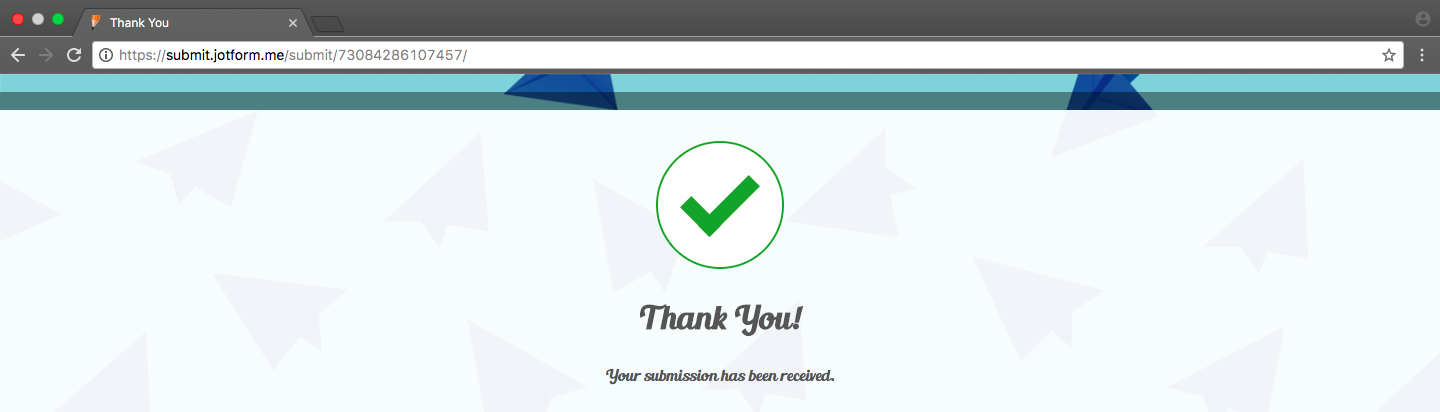 Thank You
https://submit.jotform.me/submit/73084286107457/
Thank You!
Your submission has been received.